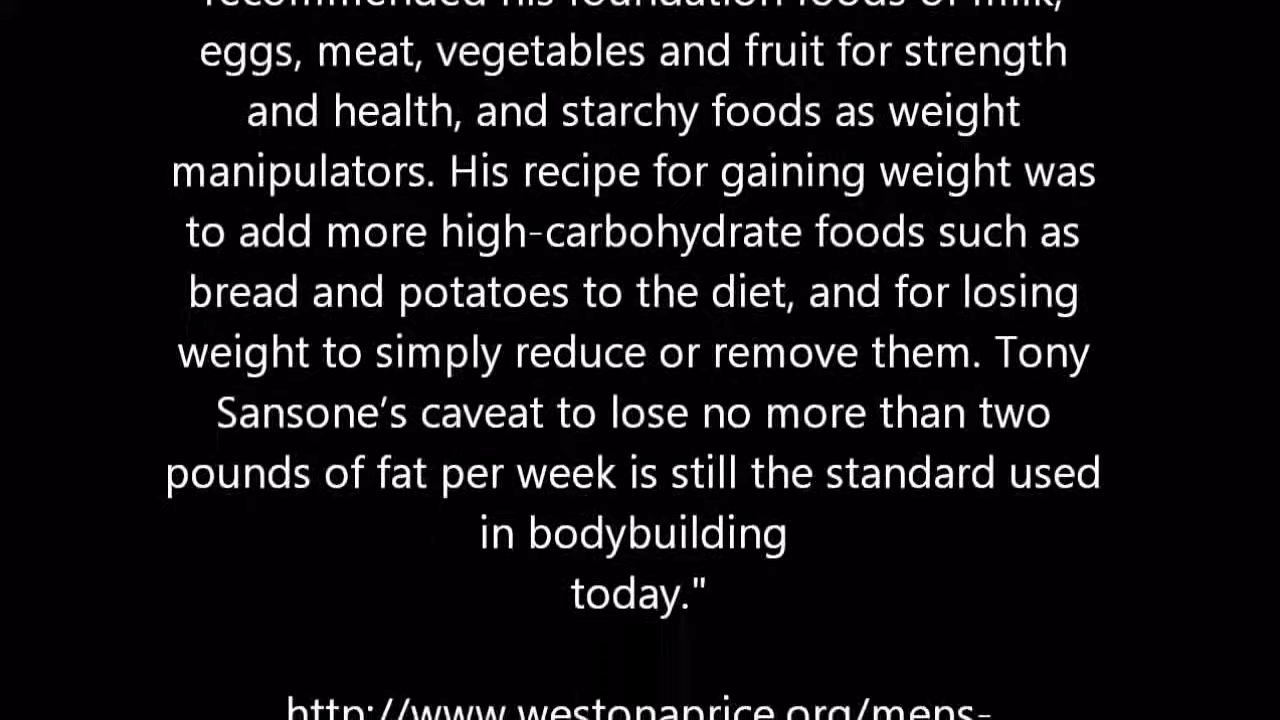 recommended his foundation foods of milk,
eggs, meat, vegetables and fruit for strength
and health, and starchy foods as weight
manipulators. His recipe for gaining weight was
to add more high-carbohydrate foods such as
bread and potatoes to the diet, and for losing
weight to simply reduce or remove them. Tony
Sansone’s caveat to lose no more than two
pounds of fat per week is still the standard used
in bodybuilding
today."
http://www.westonaprice.org/mens-